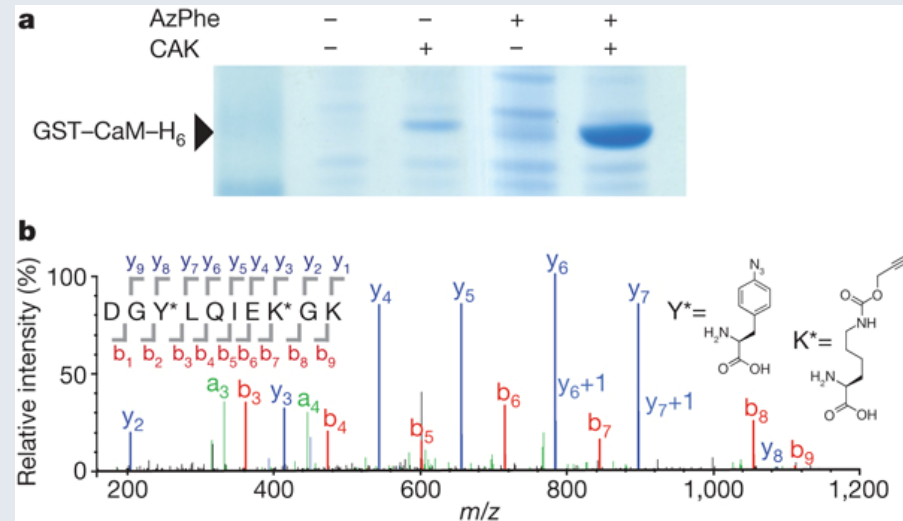 a
AzPhe − − + +
CAK − + − +
GST–CaM–H6
b
y9 y8 y7 y6 y5 y4 y3 y2 y1
D G Y* L Q I E K* G K
b1 b2 b3 b4 b5 b6 b7 b8 b9
Relative intensity (%)
100
50
0
y2
a3
b3
y3
a4
b4
y4
b5
y5
b6
y6
y6+1
b7
y7
y7+1
b8
y8
b9
Y*=
N3
H2N
O
OH
K*=
O
O
NH
H2N
O
OH
200 400 600 800 1,000 1,200
m/z